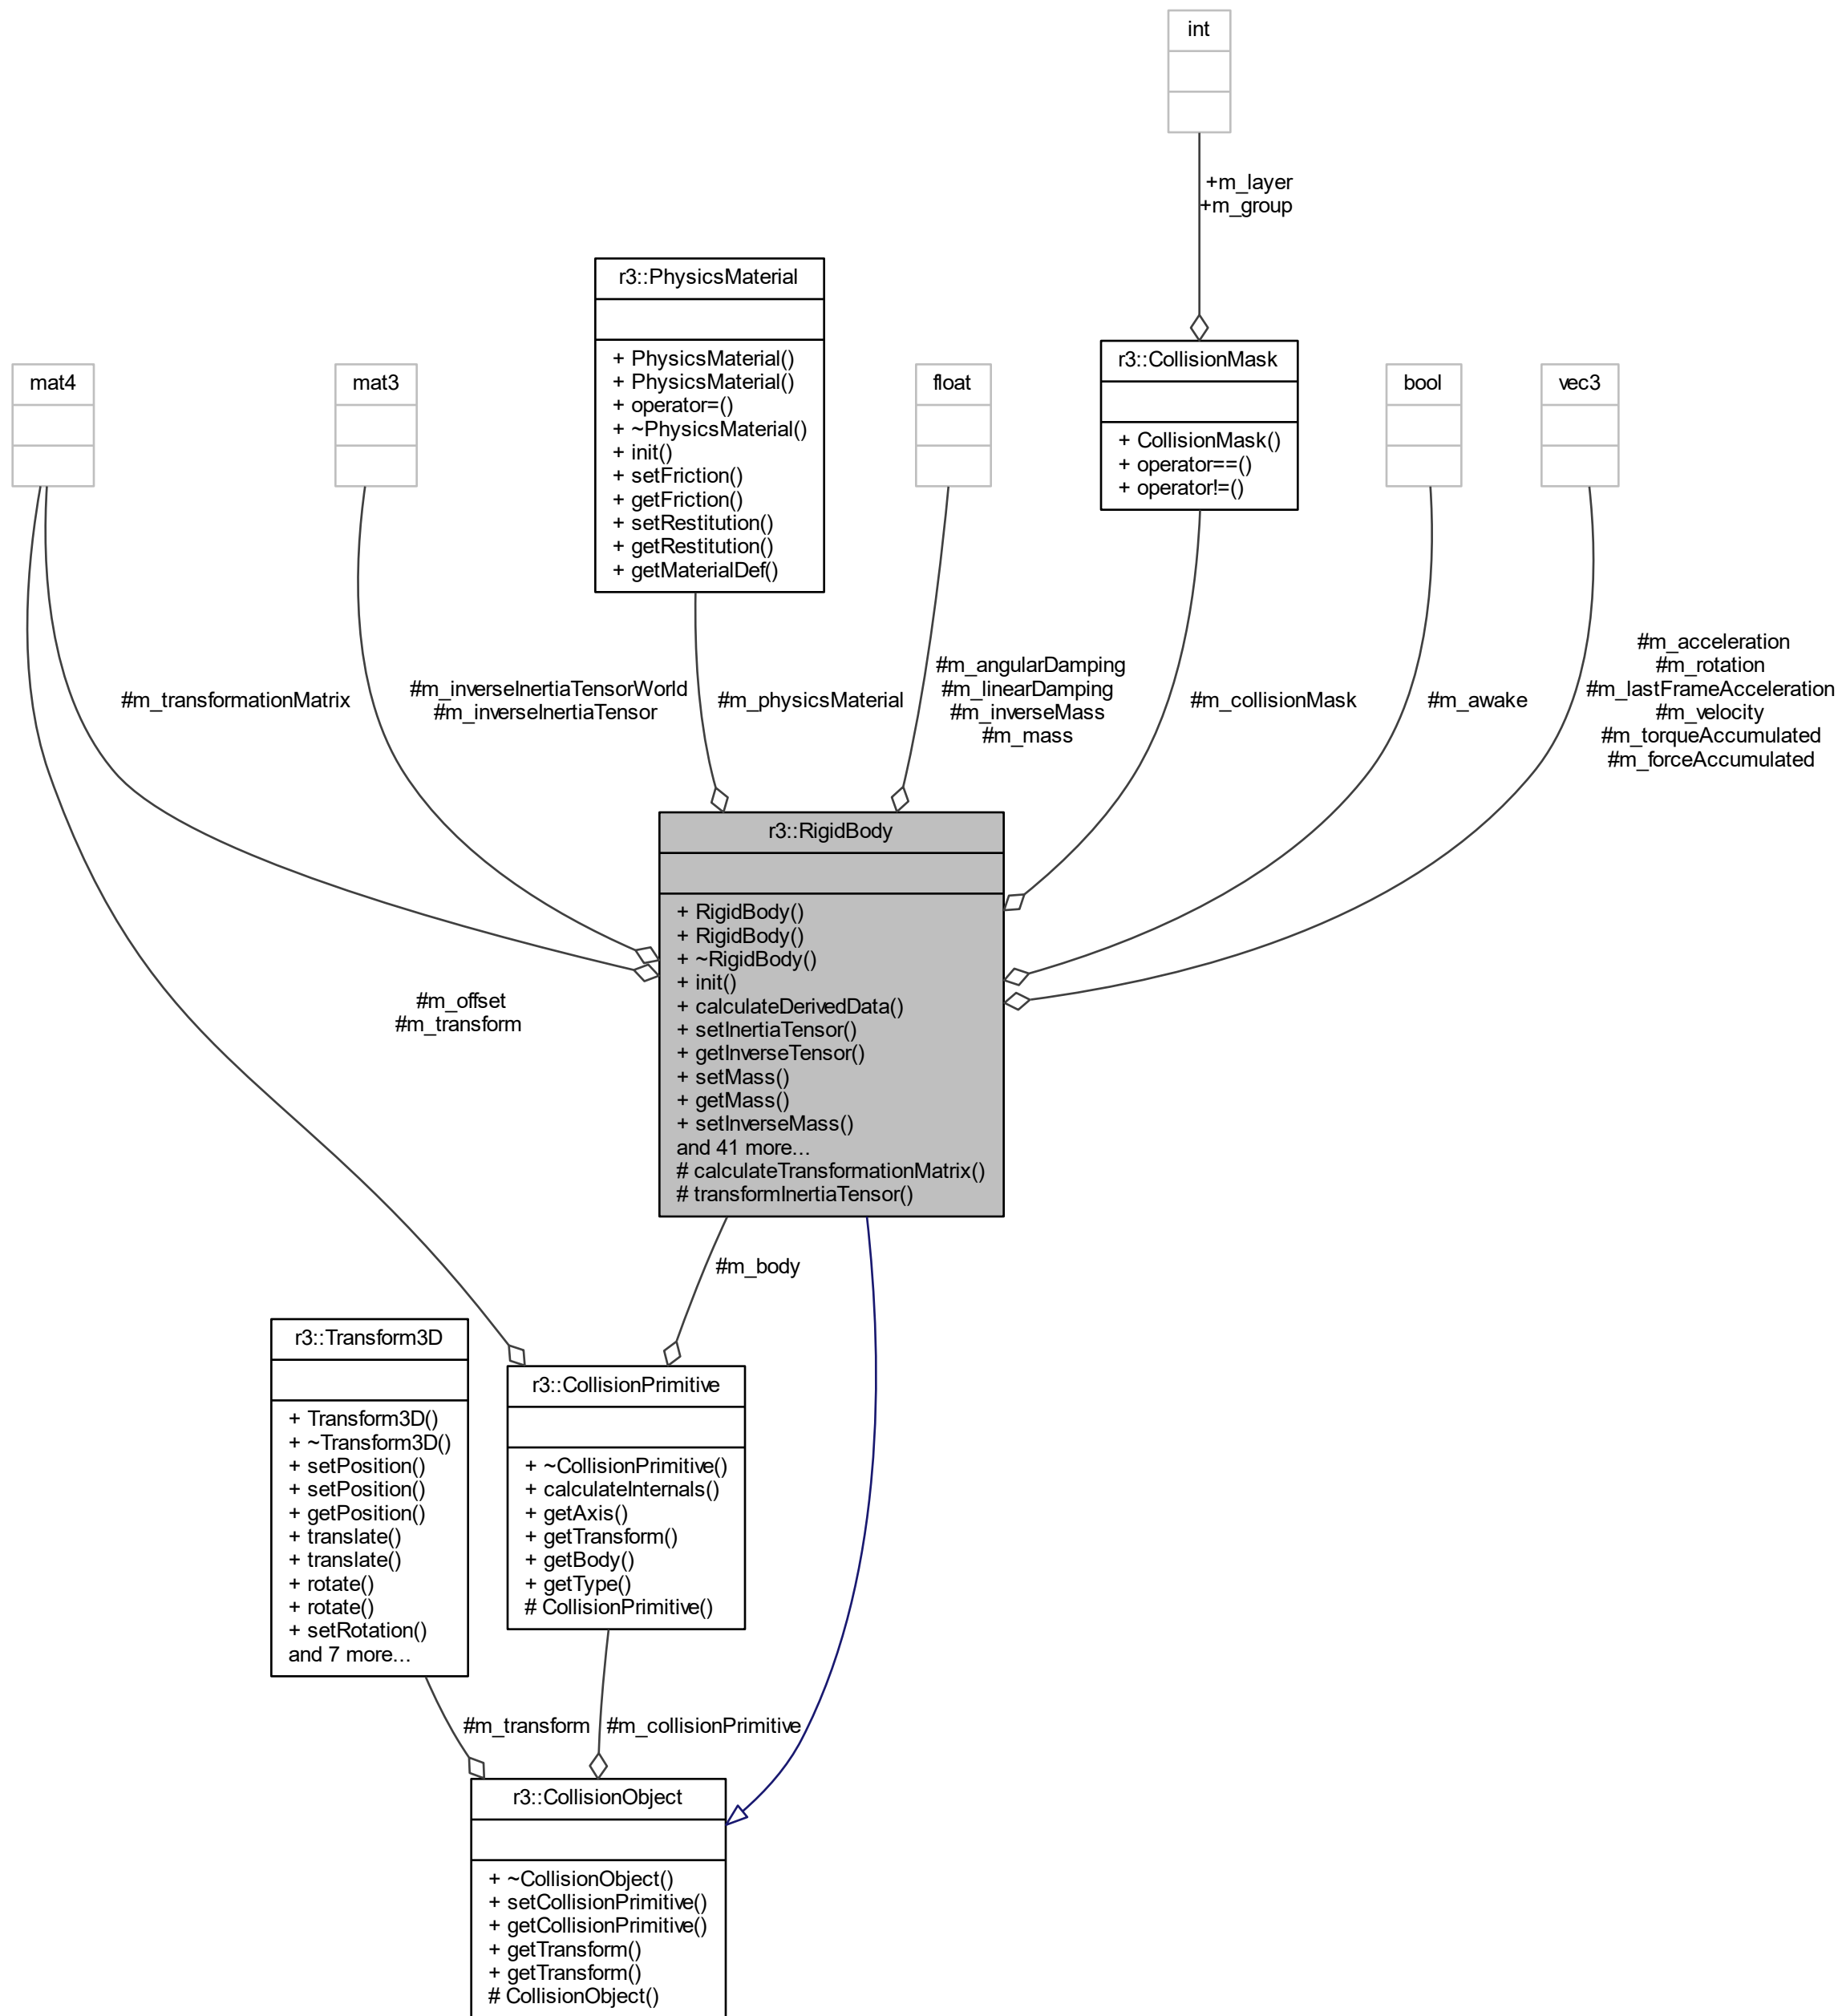 int
+m_layer
+m_group
r3::PhysicsMaterial
+ PhysicsMaterial()
+ PhysicsMaterial()
+ operator=()
+ ~PhysicsMaterial()
+ init()
+ setFriction()
+ getFriction()
+ setRestitution()
+ getRestitution()
+ getMaterialDef()
r3::CollisionMask
+ CollisionMask()
+ operator==()
+ operator!=()
mat4
mat3
float
bool
vec3
#m_transformationMatrix
#m_inverseInertiaTensorWorld
#m_inverseInertiaTensor
#m_physicsMaterial
#m_angularDamping
#m_linearDamping
#m_inverseMass
#m_mass
#m_collisionMask
#m_awake
#m_acceleration
#m_rotation
#m_lastFrameAcceleration
#m_velocity
#m_torqueAccumulated
#m_forceAccumulated
r3::RigidBody
+ RigidBody()
+ RigidBody()
+ ~RigidBody()
+ init()
+ calculateDerivedData()
+ setInertiaTensor()
+ getInverseTensor()
+ setMass()
+ getMass()
+ setInverseMass()
and 41 more...
# calculateTransformationMatrix()
# transformInertiaTensor()
#m_offset
#m_transform
#m_body
r3::Transform3D
+ Transform3D()
+ ~Transform3D()
+ setPosition()
+ setPosition()
+ getPosition()
+ translate()
+ translate()
+ rotate()
+ rotate()
+ setRotation()
and 7 more...
r3::CollisionPrimitive
+ ~CollisionPrimitive()
+ calculateInternals()
+ getAxis()
+ getTransform()
+ getBody()
+ getType()
# CollisionPrimitive()
#m_transform
#m_collisionPrimitive
r3::CollisionObject
+ ~CollisionObject()
+ setCollisionPrimitive()
+ getCollisionPrimitive()
+ getTransform()
+ getTransform()
# CollisionObject()